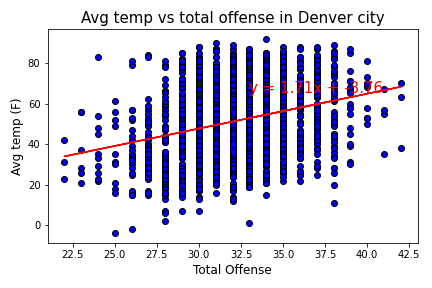 Avg temp vs total Offense in Denver city
80
60
40
20
0
Avg temp (F)
y = 1.71x + -3.76
22.5 25.0 27.5 30.0 32.5 35.0 37.5 40.0 42.5
Total Offense